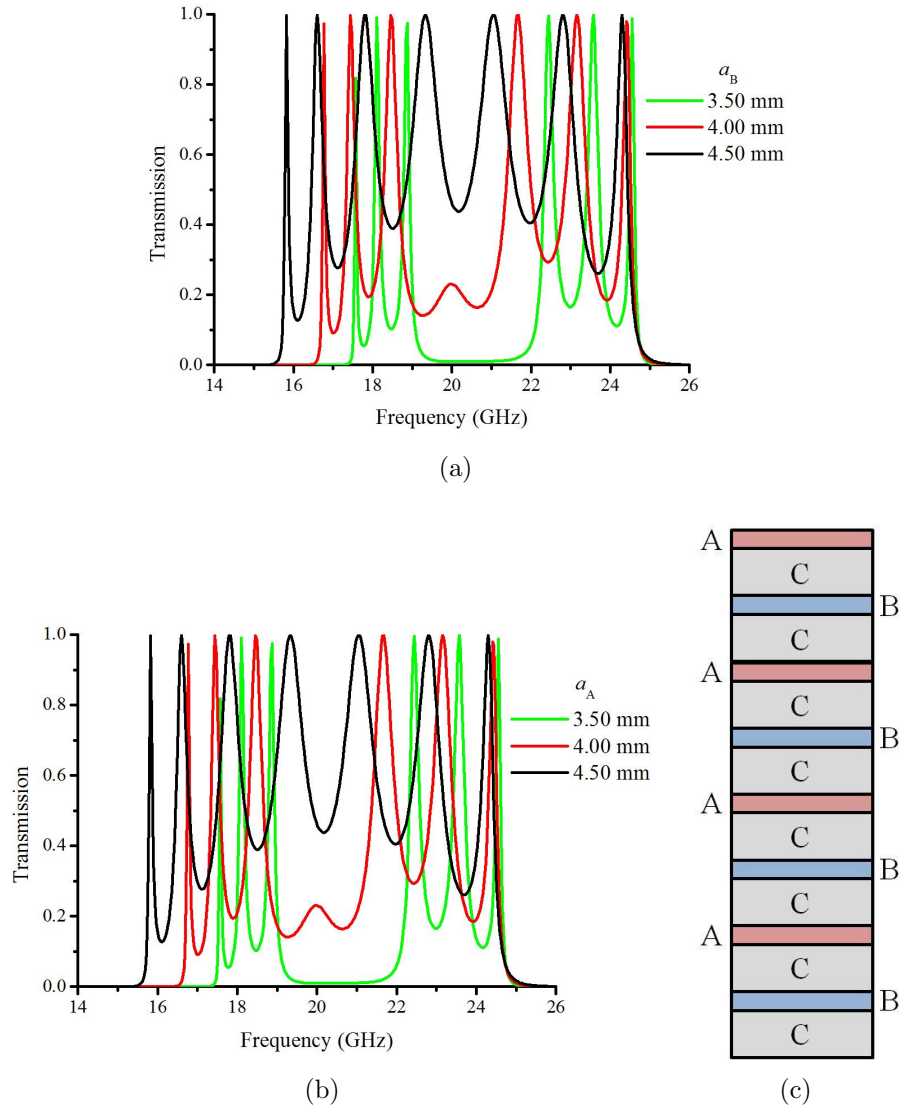 1.0
0.8
0.6
0.4
0.2
0.0
Transmission
14 16 18 20 22 24 26
Frequency (GHz)
aB
3.50 mm
4.00 mm
4.50 mm
(a)
1.0
0.8
0.6
0.4
0.2
0.0
Transmission
14 16 18 20 22 24 26
Frequency (GHz)
aA
3.50 mm
4.00 mm
4.50 mm
(b)
A
C
B
C
A
C
B
C
A
C
B
C
A
C
B
C
(c)